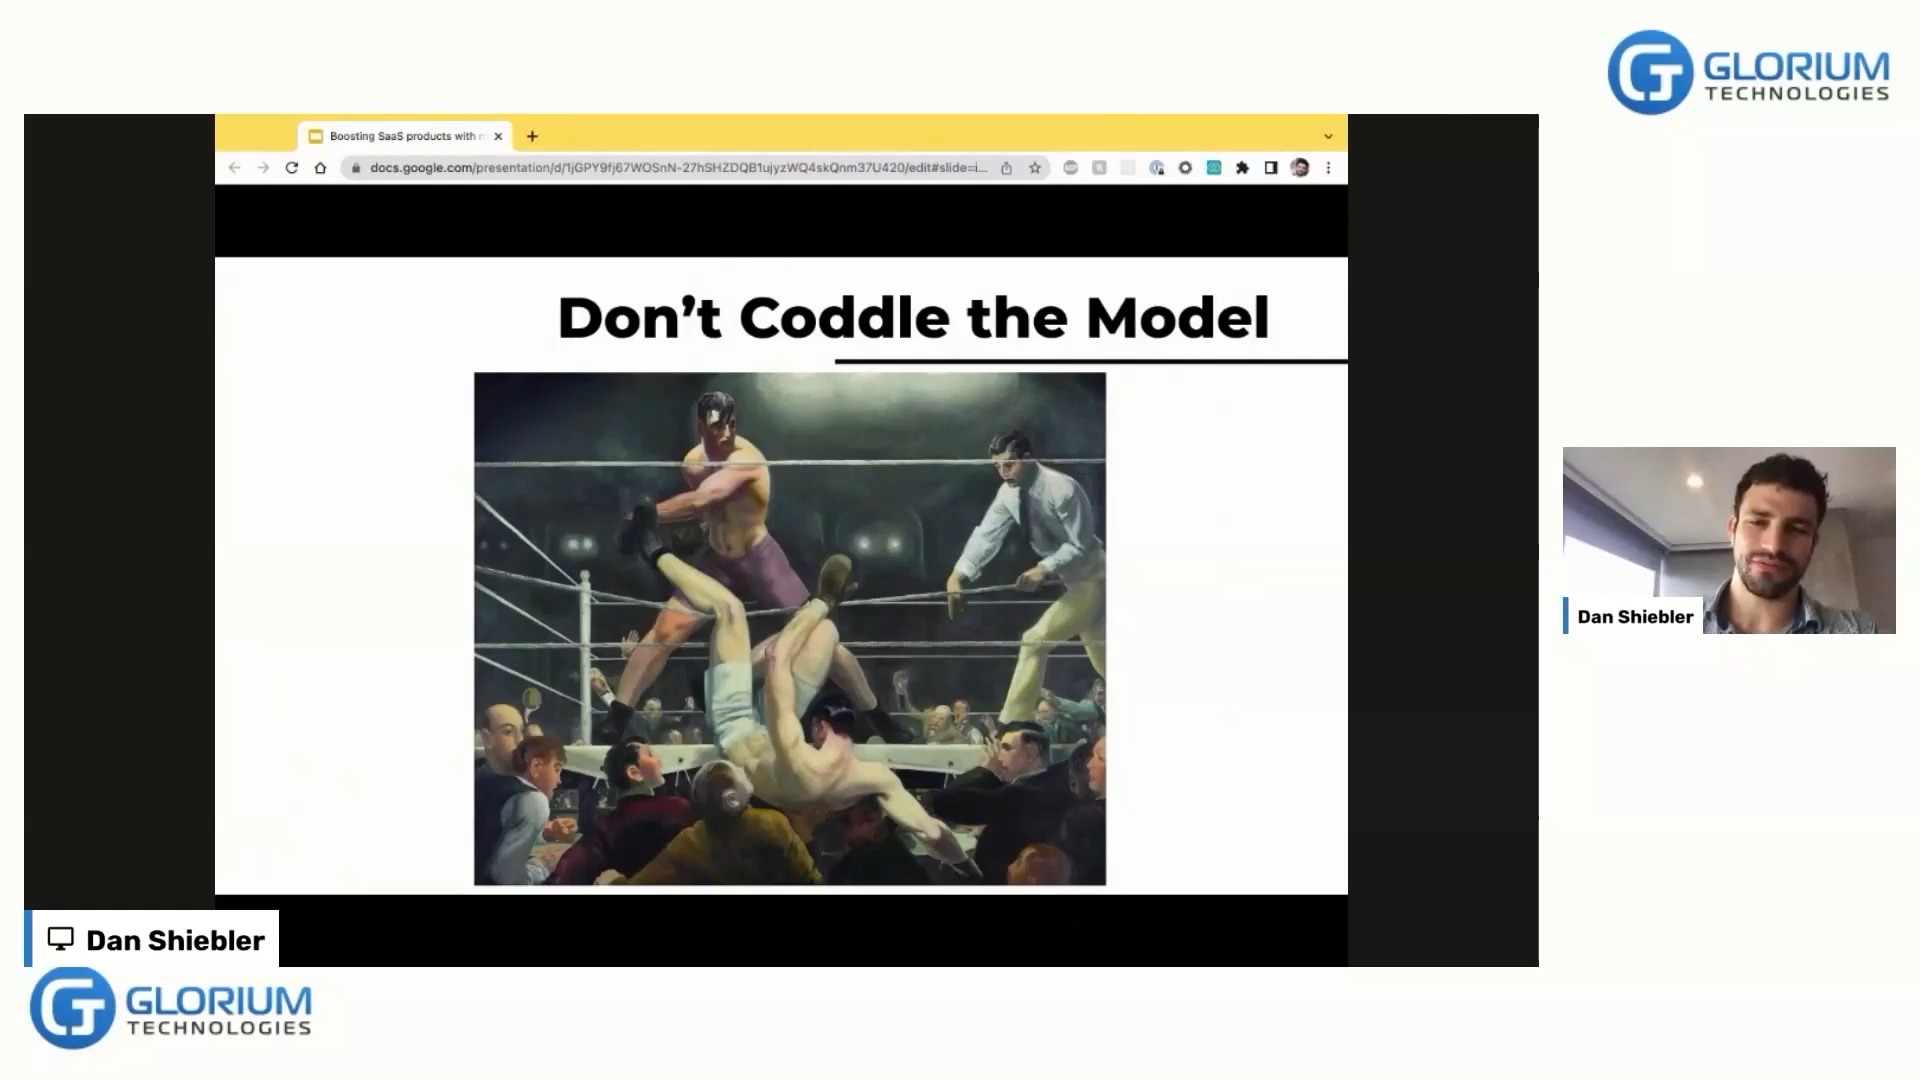 GLORIUM
TECHNOLOGIES
Boosting SaaS products with
docs.google.com/presentation/d/1jGPY9fj67WOSnN-27hSHZDQB1ujyzWQ4skQnm37U420/edit#slide=i...
Don't Coddle the Model
Dan Shiebler
Dan Shiebler
GLORIUM
TECHNOLOGIES